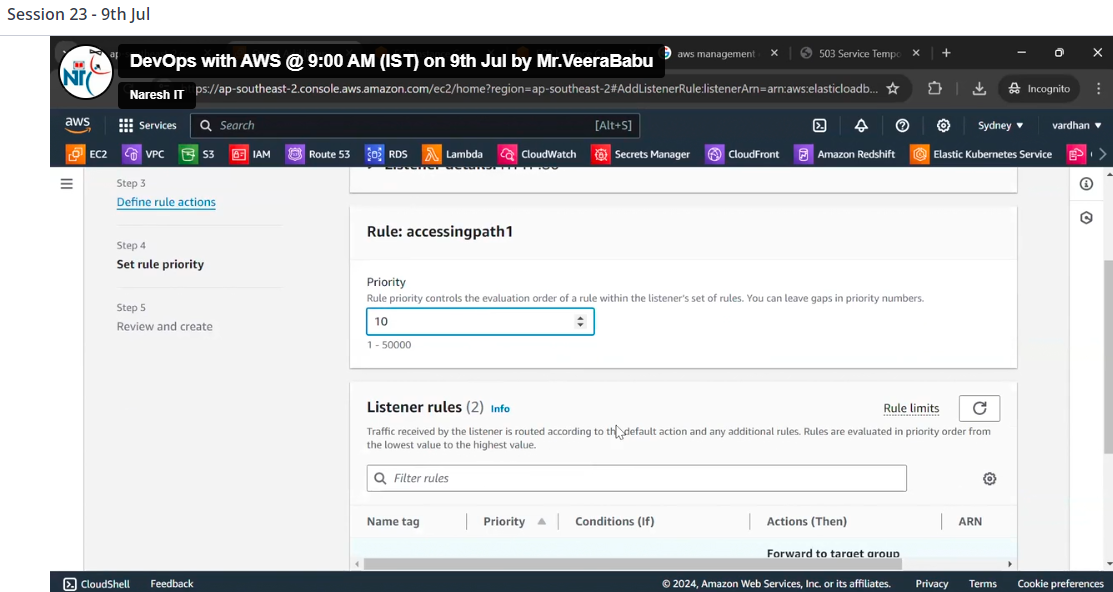 Session 23 - 9th Jul
DevOps with AWS @ 9:00 AM (IST) on 9th Jul by Mr.VeeraBabu
aws management
503 Service Tempo
Naresh IT
ps://ap-southeast-2.console.aws.amazon.com/ec2/home?region=ap-southeast-2#AddListenerRule:listenerArn=arn:aws:elasticloadb...
Incognito
aws
Services
Search
[Alt+S]
Sydney
vardhan
EC2
VPC
S3
IAM
Route 53
RDS
Lambda
CloudWatch
Secrets Manager
CloudFront
Amazon Redshift
Elastic Kubernetes Service
Step 3
Define rule actions
Step 4
Set rule priority
Step 5
Review and create
Listener details:
Rule: accessingpath1
Priority
Rule priority controls the evaluation order of a rule within the listener's set of rules. You can leave gaps in priority numbers.
10
1 - 50000
Listener rules (2) Info
Rule limits
Traffic received by the listener is routed according to the default action and any additional rules. Rules are evaluated in priority order from
the lowest value to the highest value.
Filter rules
Name tag
Priority
Conditions (If)
Actions (Then)
ARN
Forward to target group
CloudShell
Feedback
© 2024, Amazon Web Services, Inc. or its affiliates.
Privacy
Terms
Cookie preferences